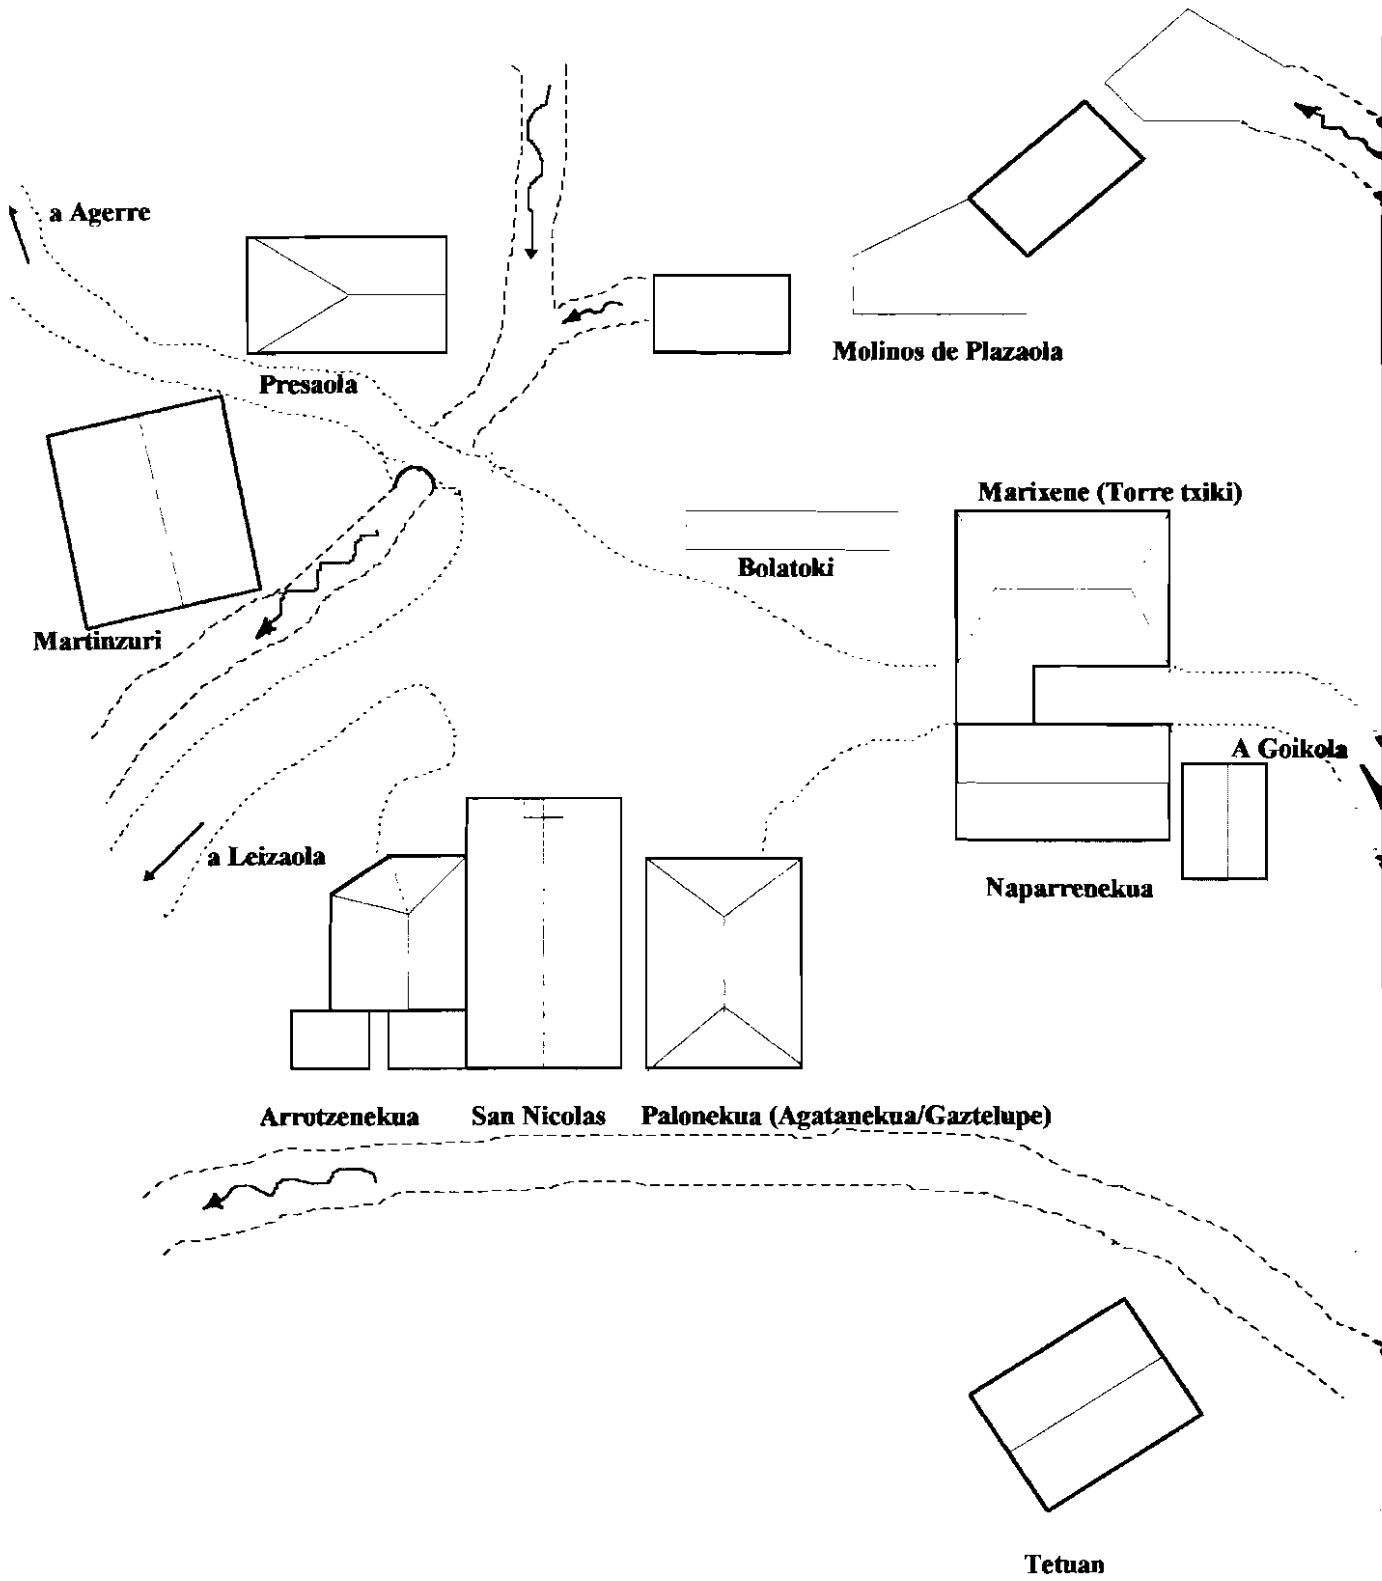 a Agerre
Molinos de Plazaola
Presaola
Marixene (Torre txiki)
Bolatoki
Martinzuri
A Goikola
a Leizaola
Naparrenekua
Arrotzenekua
San Nicolas
Palonekua (Agatanekua/Gaztelupe)
Tetuan